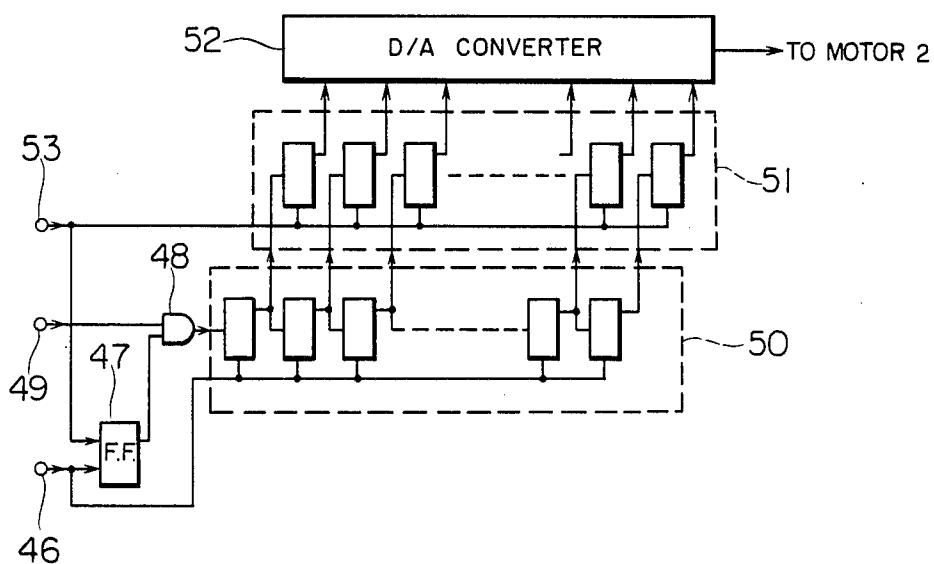 52
D/A CONVERTER
TO MOTOR 2
53
51
48
49
47
50
F.F.
46